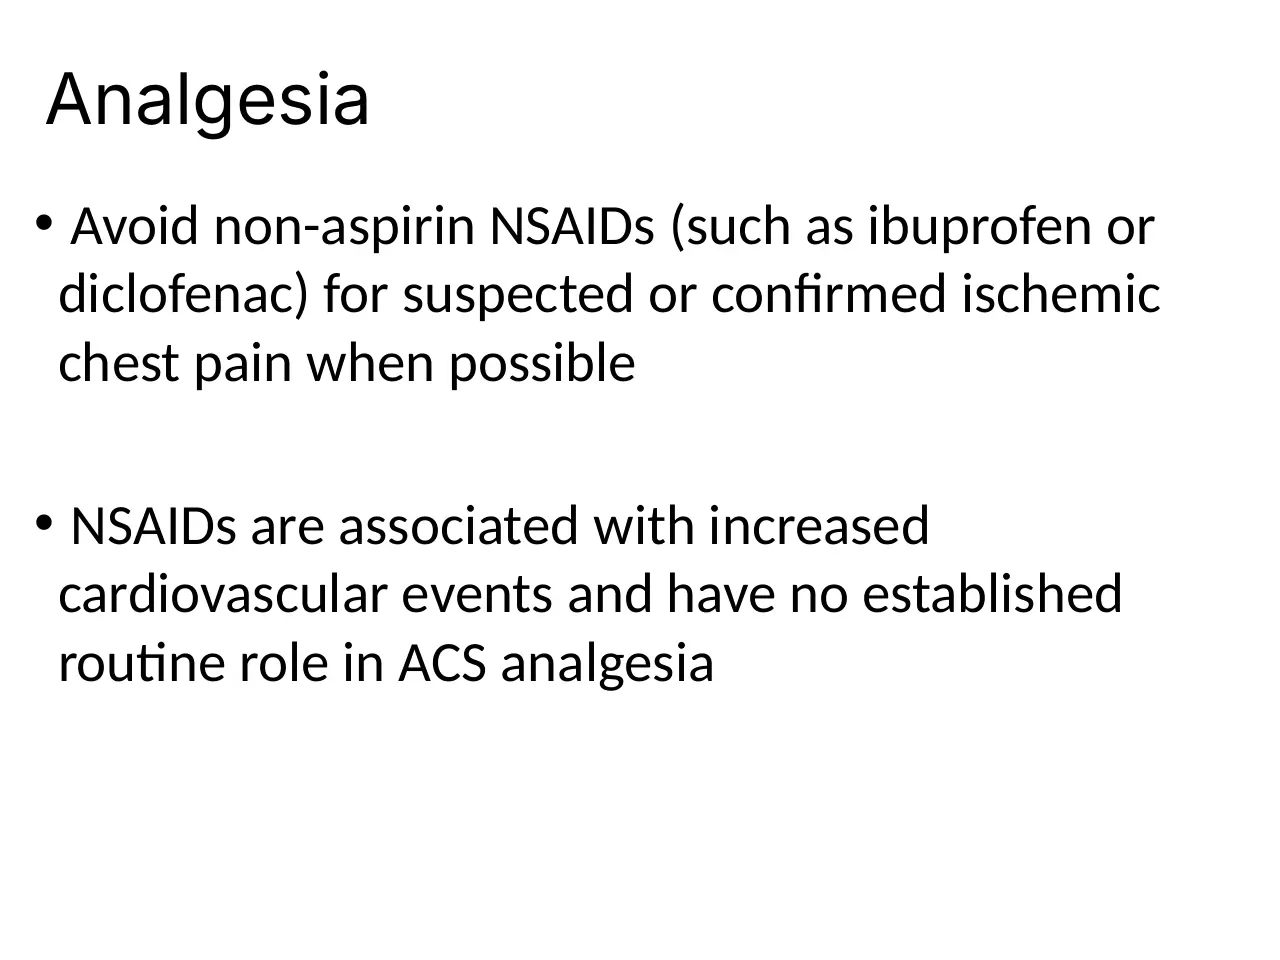 Analgesia
• Avoid non-aspirin NSAIDs (such as ibuprofen or
diclofenac) for suspected or confirmed ischemic
chest pain when possible
• NSAIDs are associated with increased
cardiovascular events and have no established
routine role in ACS analgesia